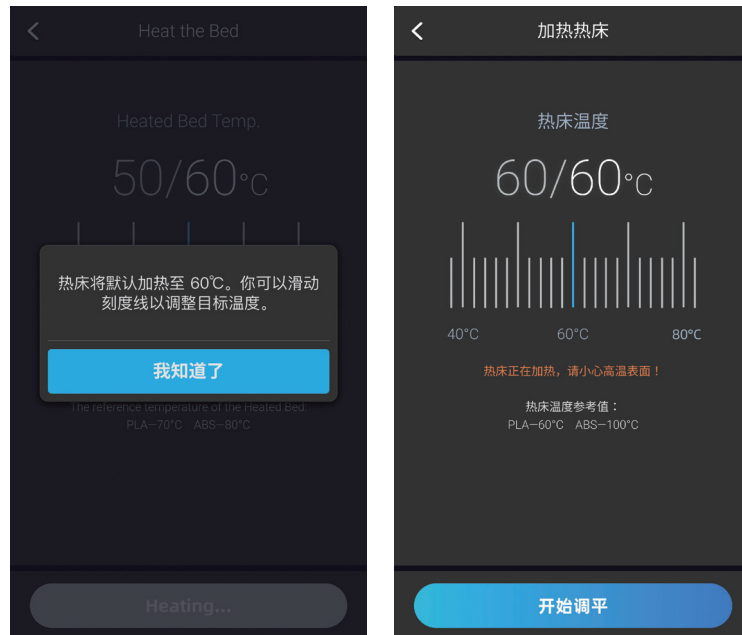 Heat the Bed
Heated Bed Temp.
50/60°C
热床将默认加热至 60℃。你可以滑动
刻度线以调整目标温度。
我知道了
The reference temperature of the Heated Bed:
PLA—70°C ABS—80°C
Heating...
加热热床
热床温度
60/60°C
40°C 60°C 80°C
热床正在加热，请小心高温表面！
热床温度参考值：
PLA—60°C ABS—100°C
开始调平